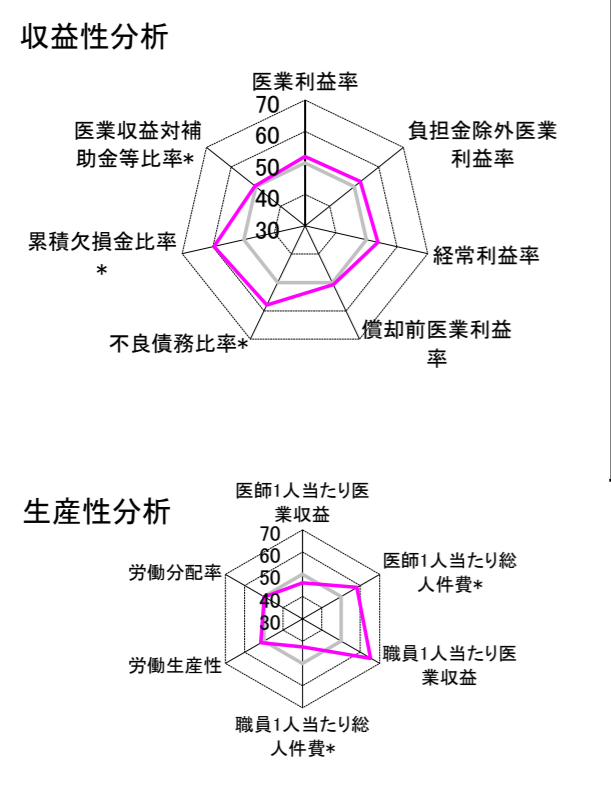 収益性分析
医業利益率
70
60
50
40
30
負担金除外医業
利益率
経常利益率
償却前医業利益
率
不良債務比率*
累積欠損金比率
*
医業収益対補
助金等比率*
生産性分析
医師1人当たり医
業収益
70
60
50
40
30
医師1人当たり総
人件費*
職員1人当たり医
業収益
職員1人当たり総
人件費*
労働生産性
労働分配率